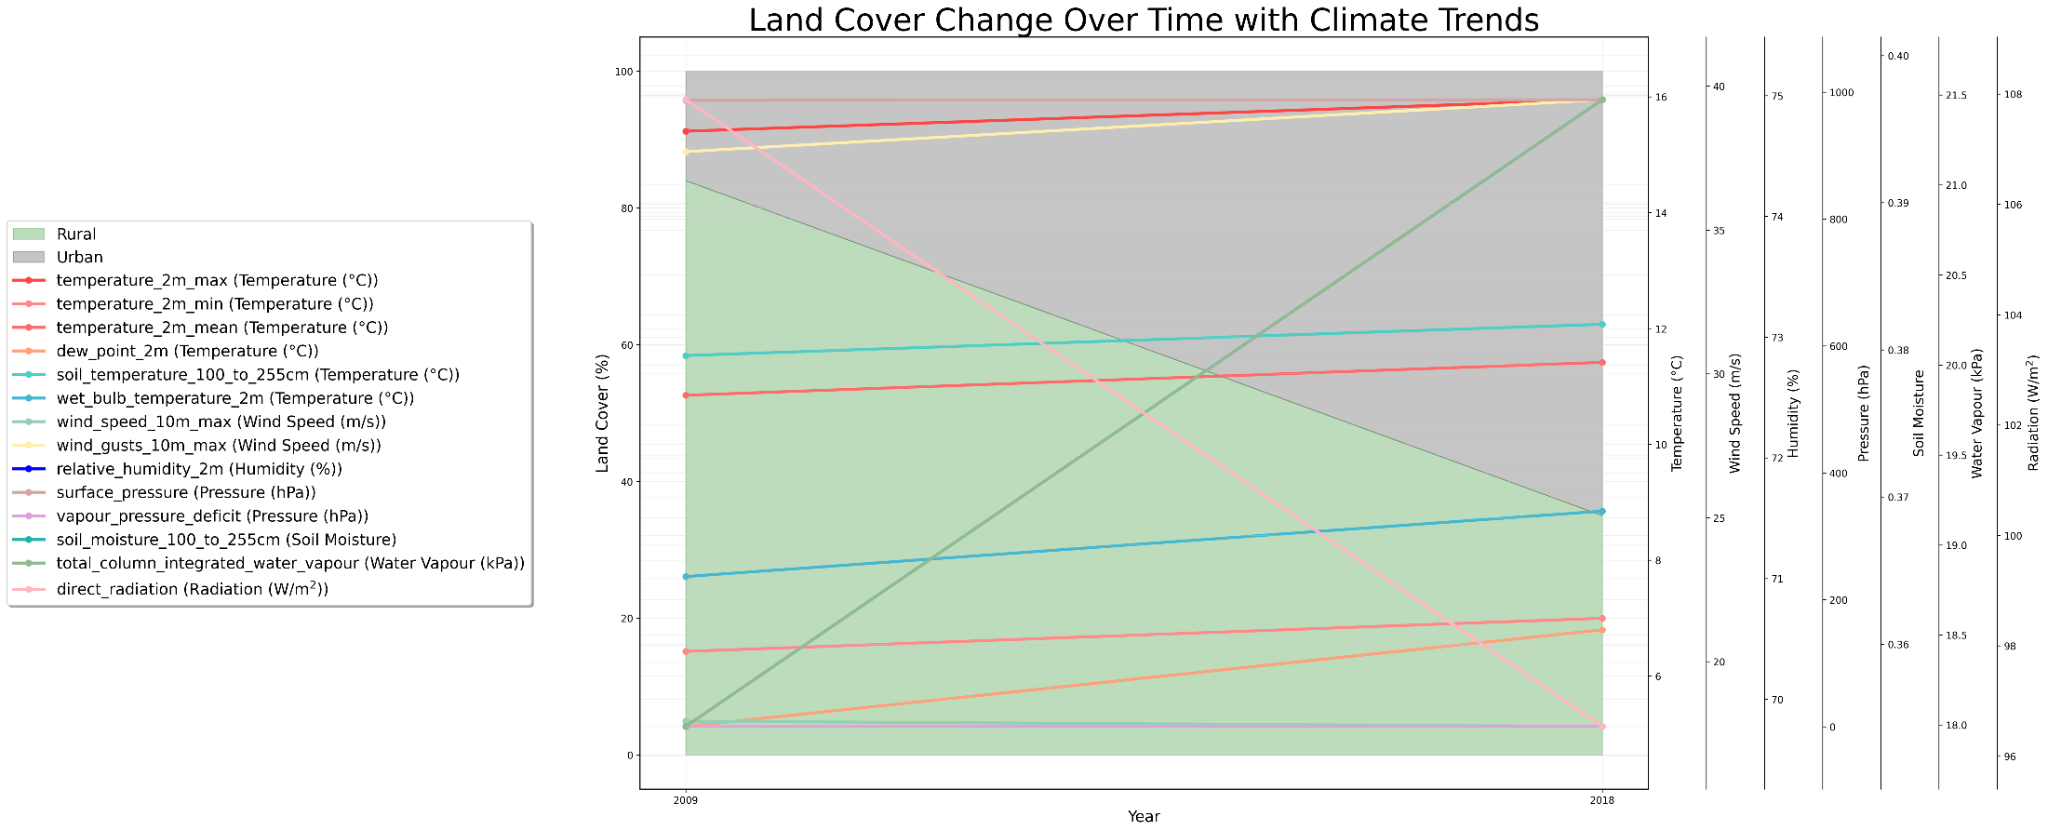 Land Cover Change Over Time with Climate Trends
Rural
Urban
temperature_2m_max (Temperature (°C))
temperature_2m_min (Temperature (°C))
temperature_2m_mean (Temperature (°C))
dew_point_2m (Temperature (°C))
soil_temperature_100_to_255cm (Temperature (°C))
wet_bulb_temperature_2m (Temperature (°C))
wind_speed_10m_max (Wind Speed (m/s))
wind_gusts_10m_max (Wind Speed (m/s))
relative_humidity_2m (Humidity (%))
surface_pressure (Pressure (hPa))
vapour_pressure_deficit (Pressure (hPa))
soil_moisture_100_to_255cm (Soil Moisture)
total_column_integrated_water_vapour (Water Vapour (kPa))
direct_radiation (Radiation (W/m²))
Land Cover (%)
100
80
60
40
20
0
2009
2018
Year
16
14
12
10
8
6
Temperature (°C)
40
35
30
25
20
Wind Speed (m/s)
75
74
73
72
71
70
Humidity (%)
1000
800
600
400
200
0
Pressure (hPa)
0.40
0.39
0.38
0.37
0.36
Soil Moisture
21.5
21.0
20.5
20.0
19.5
19.0
18.5
18.0
Water Vapour (kPa)
108
106
104
102
100
98
96
Radiation (W/m²)